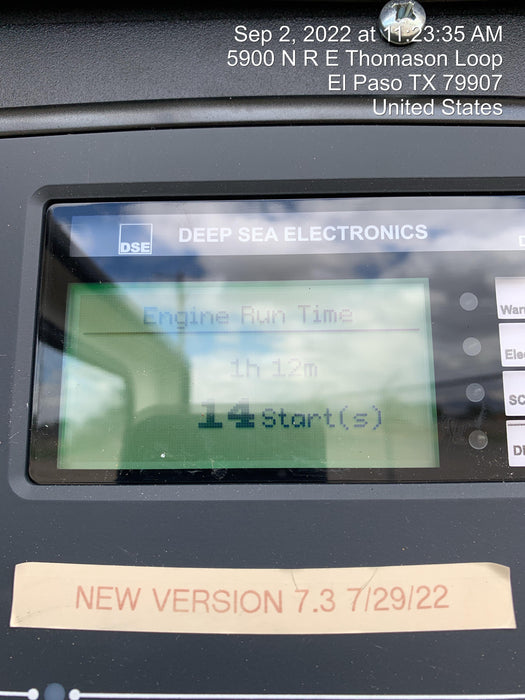 Sep 2, 2022 at 11:23:35 AM
5900 N R E Thomason Loop
El Paso TX 79907
United States
DSE
DEEP SEA ELECTRONICS
Engine Run Time
1h 12m
14 Start(s)
NEW VERSION 7.3 7/29/22